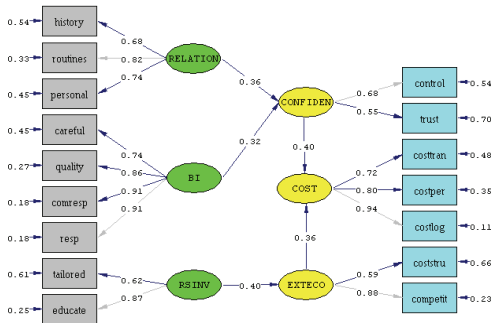 0.54 history
0.68
0.33 routines
0.82
RELATION
0.45 personal
0.74
0.36
0.45 careful
0.74
0.32
0.27 quality
0.86
BI
0.18 comresp
0.91
0.18 resp
0.91
0.61 tailored
0.62
RSINV
0.40
0.25 educate
0.87
CONFIDEN
0.68
control 0.54
0.55
trust 0.70
0.40
COST
0.72
costtran 0.48
0.80
costper 0.35
0.94
costlog 0.11
0.36
EXTECO
0.59
coststru 0.66
0.88
competit 0.23